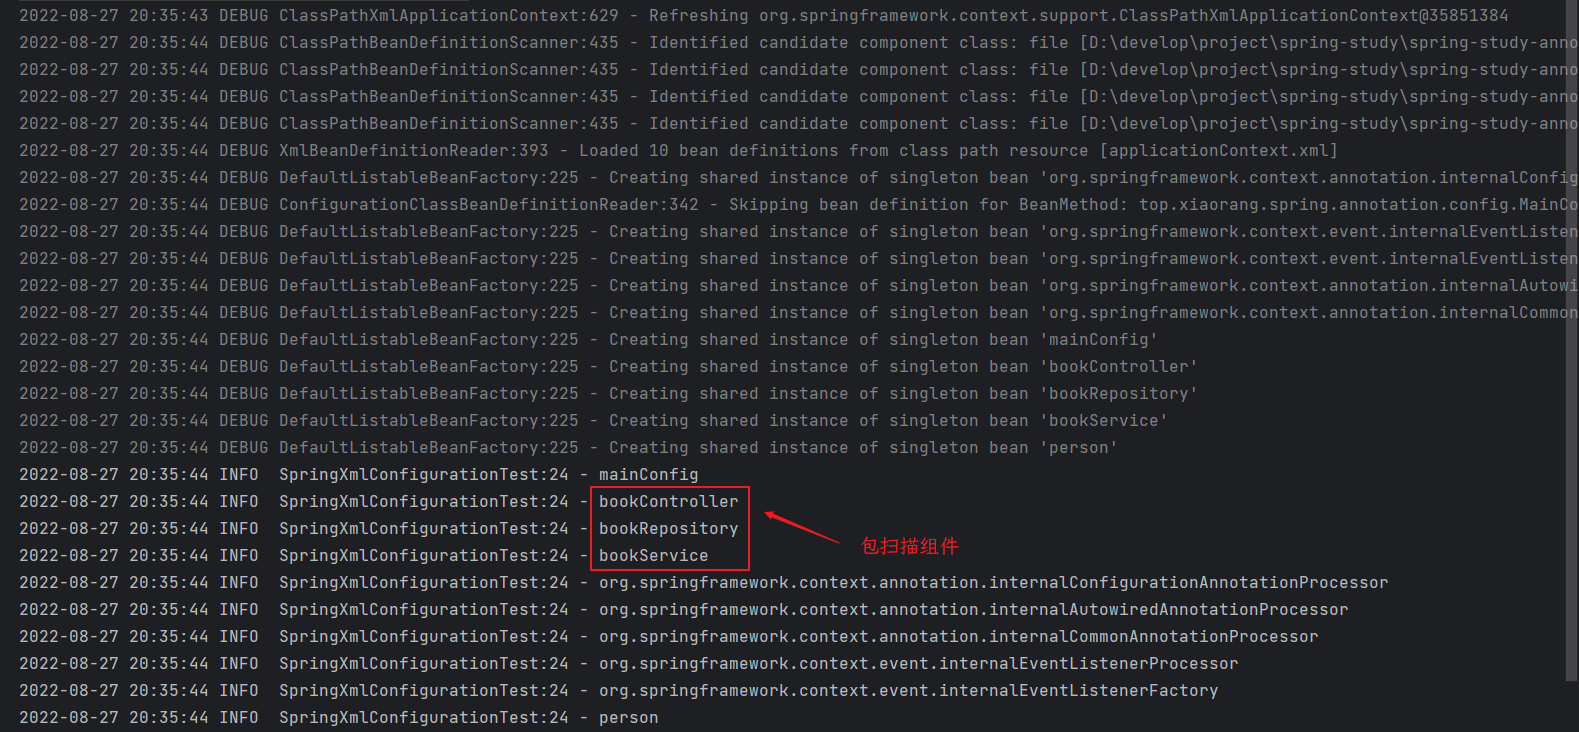 2022-08-27 20:35:43 DEBUG ClassPathXmlApplicationContext:629 - Refreshing org.springframework.context.support.ClassPathXmlApplicationContext@35851384
2022-08-27 20:35:44 DEBUG ClassPathBeanDefinitionScanner:435 - Identified candidate component class: file [D:\develop\project\spring-study\spring-study-anno
2022-08-27 20:35:44 DEBUG ClassPathBeanDefinitionScanner:435 - Identified candidate component class: file [D:\develop\project\spring-study\spring-study-anno
2022-08-27 20:35:44 DEBUG ClassPathBeanDefinitionScanner:435 - Identified candidate component class: file [D:\develop\project\spring-study\spring-study-anno
2022-08-27 20:35:44 DEBUG ClassPathBeanDefinitionScanner:435 - Identified candidate component class: file [D:\develop\project\spring-study\spring-study-anno
2022-08-27 20:35:44 DEBUG XmlBeanDefinitionReader:393 - Loaded 10 bean definitions from class path resource [applicationContext.xml]
2022-08-27 20:35:44 DEBUG DefaultListableBeanFactory:225 - Creating shared instance of singleton bean 'org.springframework.context.annotation.internalConfig
2022-08-27 20:35:44 DEBUG ConfigurationClassBeanDefinitionReader:342 - Skipping bean definition for BeanMethod: top.xiaorang.spring.annotation.config.MainCo
2022-08-27 20:35:44 DEBUG DefaultListableBeanFactory:225 - Creating shared instance of singleton bean 'org.springframework.context.event.internalEventListen
2022-08-27 20:35:44 DEBUG DefaultListableBeanFactory:225 - Creating shared instance of singleton bean 'org.springframework.context.event.internalEventListen
2022-08-27 20:35:44 DEBUG DefaultListableBeanFactory:225 - Creating shared instance of singleton bean 'org.springframework.context.annotation.internalAutowi
2022-08-27 20:35:44 DEBUG DefaultListableBeanFactory:225 - Creating shared instance of singleton bean 'org.springframework.context.annotation.internalCommon
2022-08-27 20:35:44 DEBUG DefaultListableBeanFactory:225 - Creating shared instance of singleton bean 'mainConfig'
2022-08-27 20:35:44 DEBUG DefaultListableBeanFactory:225 - Creating shared instance of singleton bean 'bookController'
2022-08-27 20:35:44 DEBUG DefaultListableBeanFactory:225 - Creating shared instance of singleton bean 'bookRepository'
2022-08-27 20:35:44 DEBUG DefaultListableBeanFactory:225 - Creating shared instance of singleton bean 'bookService'
2022-08-27 20:35:44 DEBUG DefaultListableBeanFactory:225 - Creating shared instance of singleton bean 'person'
2022-08-27 20:35:44 INFO  SpringXmlConfigurationTest:24 - mainConfig
2022-08-27 20:35:44 INFO  SpringXmlConfigurationTest:24 - bookController
2022-08-27 20:35:44 INFO  SpringXmlConfigurationTest:24 - bookRepository
包扫描组件
2022-08-27 20:35:44 INFO  SpringXmlConfigurationTest:24 - bookService
2022-08-27 20:35:44 INFO  SpringXmlConfigurationTest:24 - org.springframework.context.annotation.internalConfigurationAnnotationProcessor
2022-08-27 20:35:44 INFO  SpringXmlConfigurationTest:24 - org.springframework.context.annotation.internalAutowiredAnnotationProcessor
2022-08-27 20:35:44 INFO  SpringXmlConfigurationTest:24 - org.springframework.context.annotation.internalCommonAnnotationProcessor
2022-08-27 20:35:44 INFO  SpringXmlConfigurationTest:24 - org.springframework.context.event.internalEventListenerProcessor
2022-08-27 20:35:44 INFO  SpringXmlConfigurationTest:24 - org.springframework.context.event.internalEventListenerFactory
2022-08-27 20:35:44 INFO  SpringXmlConfigurationTest:24 - person